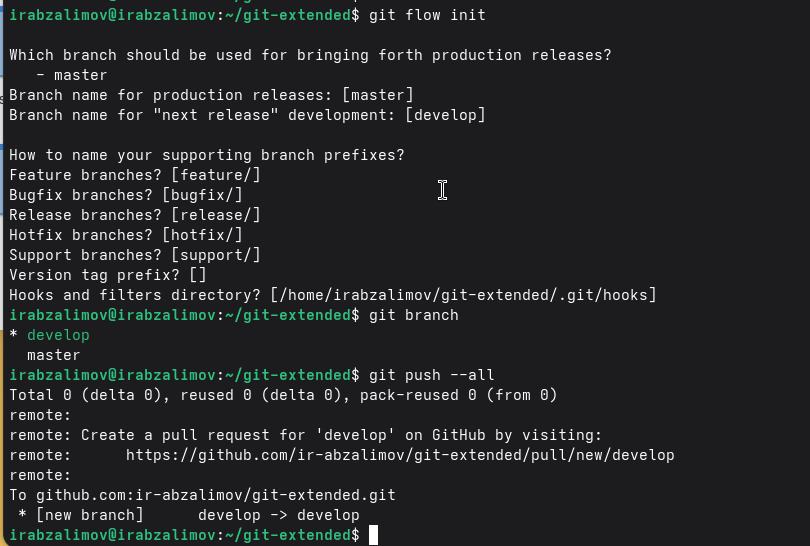 irabzalimov@irabzalimov:~/git-extended$ git flow init
Which branch should be used for bringing forth production releases?
   - master
Branch name for production releases: [master]
Branch name for "next release" development: [develop]
How to name your supporting branch prefixes?
Feature branches? [feature/]
Bugfix branches? [bugfix/]
Release branches? [release/]
Hotfix branches? [hotfix/]
Support branches? [support/]
Version tag prefix? []
Hooks and filters directory? [/home/irabzalimov/git-extended/.git/hooks]
irabzalimov@irabzalimov:~/git-extended$ git branch
* develop
  master
irabzalimov@irabzalimov:~/git-extended$ git push --all
Total 0 (delta 0), reused 0 (delta 0), pack-reused 0 (from 0)
remote:
remote: Create a pull request for 'develop' on GitHub by visiting:
remote:      https://github.com/ir-abzalimov/git-extended/pull/new/develop
remote:
To github.com:ir-abzalimov/git-extended.git
 * [new branch]      develop -> develop
irabzalimov@irabzalimov:~/git-extended$